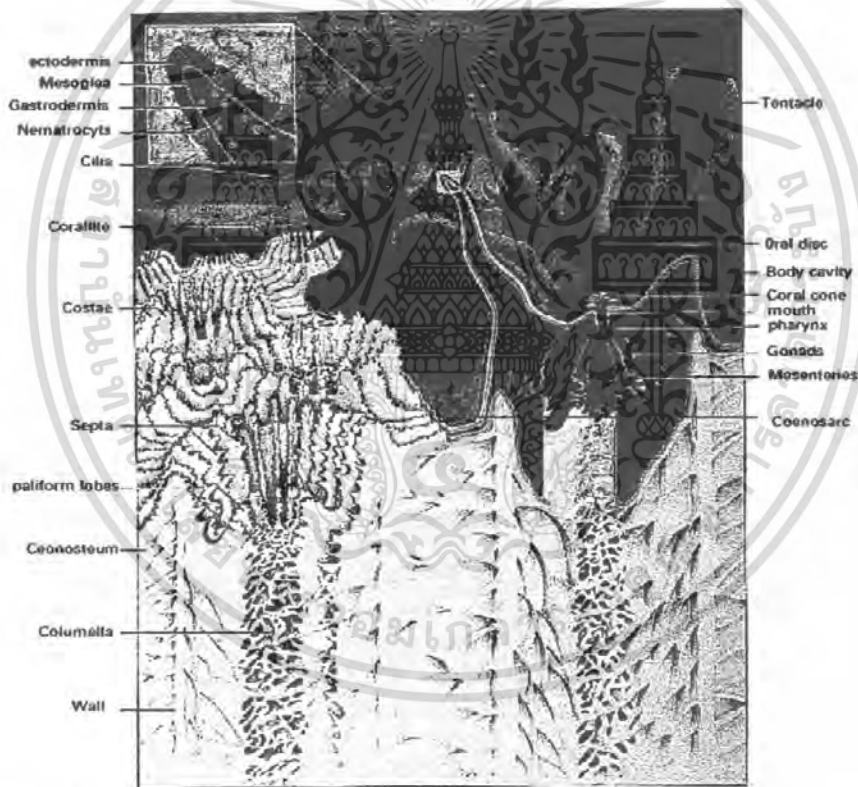 ectodermis
Mesoglea
Gastrodermis
Nematrocyts
Cilia
Corallite
Costae
Septa
paliform lobes
Ceonosteum
Columella
Wall
Tentacle
Oral disc
Body cavity
Coral cone
mouth
pharynx
Gonads
Mesenteries
Coenosarc